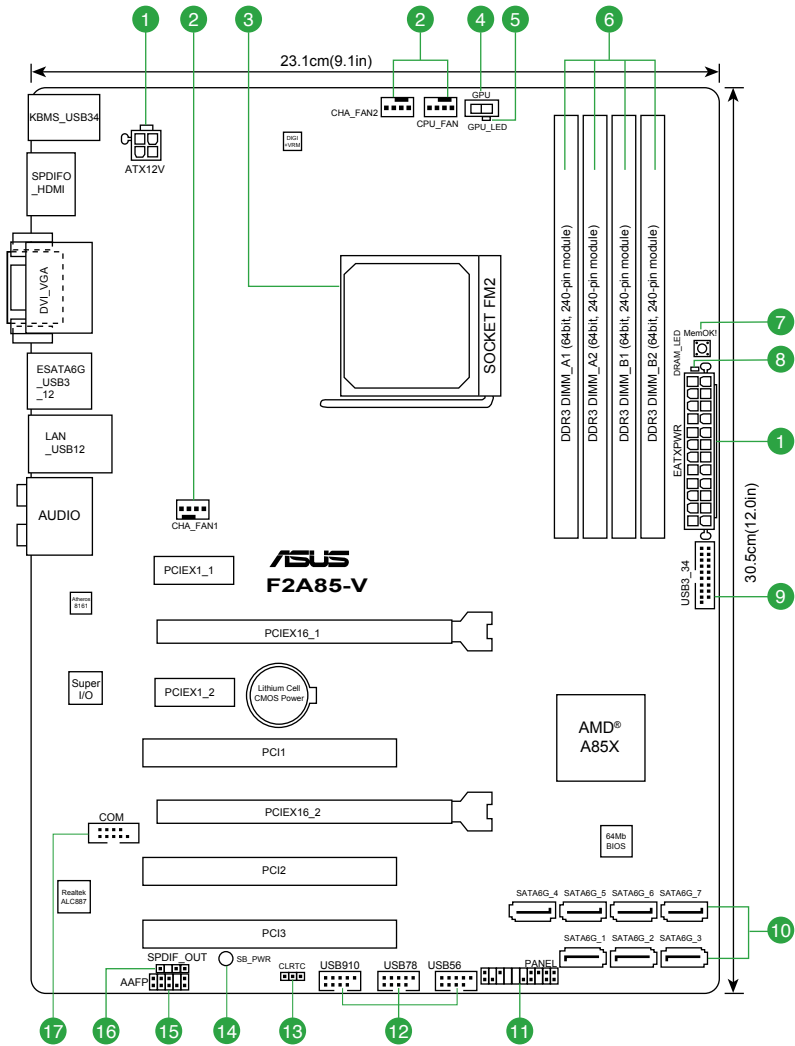 1
2
3
2
4
5
6
23.1cm(9.1in)
KBMS_USB34
ATX12V
DIGI
+VRM
CHA_FAN2
CPU_FAN
GPU
GPU_LED
SPDIFO
_HDMI
DVI_VGA
ESATA6G
_USB3
_12
LAN
_USB12
AUDIO
SOCKET FM2
DDR3 DIMM_A1 (64bit, 240-pin module)
DDR3 DIMM_A2 (64bit, 240-pin module)
DDR3 DIMM_B1 (64bit, 240-pin module)
DDR3 DIMM_B2 (64bit, 240-pin module)
MemOK!
7
DRAM_LED
8
EATXPWR
1
30.5cm(12.0in)
USB3_34
9
CHA_FAN1
ASUS
F2A85-V
PCIEX1_1
Atheros
8161
PCIEX16_1
Super
I/O
PCIEX1_2
Lithium Cell
CMOS Power
AMD®
A85X
PCI1
COM
PCIEX16_2
17
64Mb
BIOS
Realtek
ALC887
PCI2
SATA6G_4
SATA6G_5
SATA6G_6
SATA6G_7
10
PCI3
SATA6G_1
SATA6G_2
SATA6G_3
SPDIF_OUT
SB_PWR
AAFP
CLRTC
USB910
USB78
USB56
PANEL
16
15
14
13
12
11